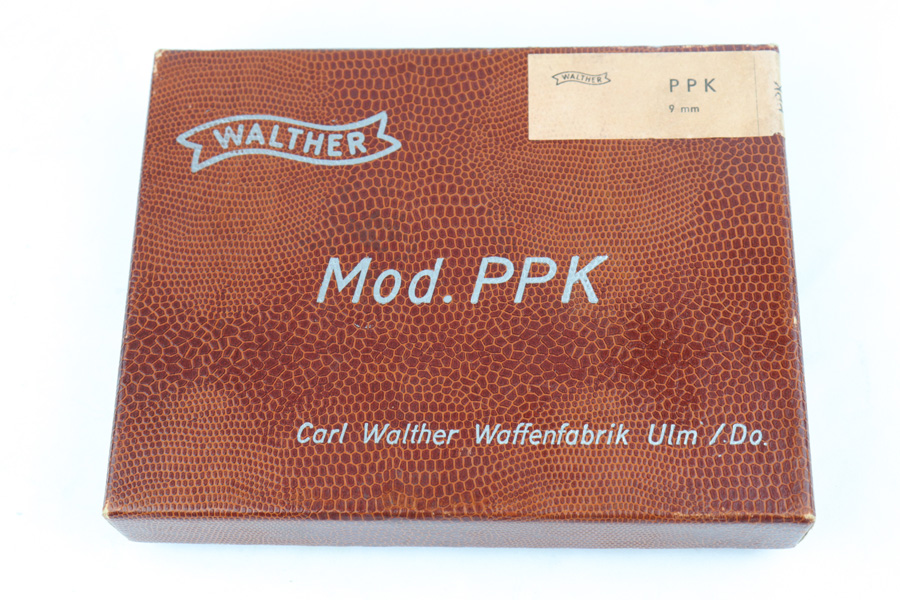 WALTHER
WALTHER
PPK
9 mm
Mod. PPK
Carl Walther Waffenfabrik Ulm / Do.